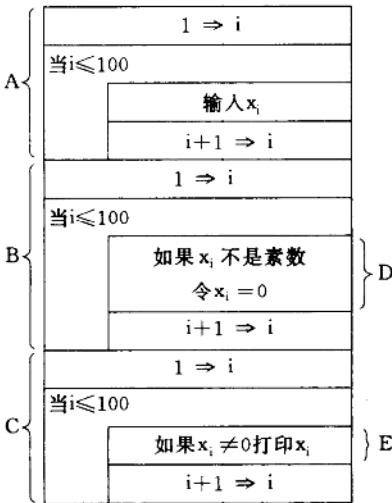 1 ⇒ i
当i≤100
A
输入xᵢ
i+1 ⇒ i
1 ⇒ i
当i≤100
B
如果xᵢ不是素数
D
令xᵢ=0
i+1 ⇒ i
1 ⇒ i
当i≤100
C
如果xᵢ≠0打印xᵢ
E
i+1 ⇒ i